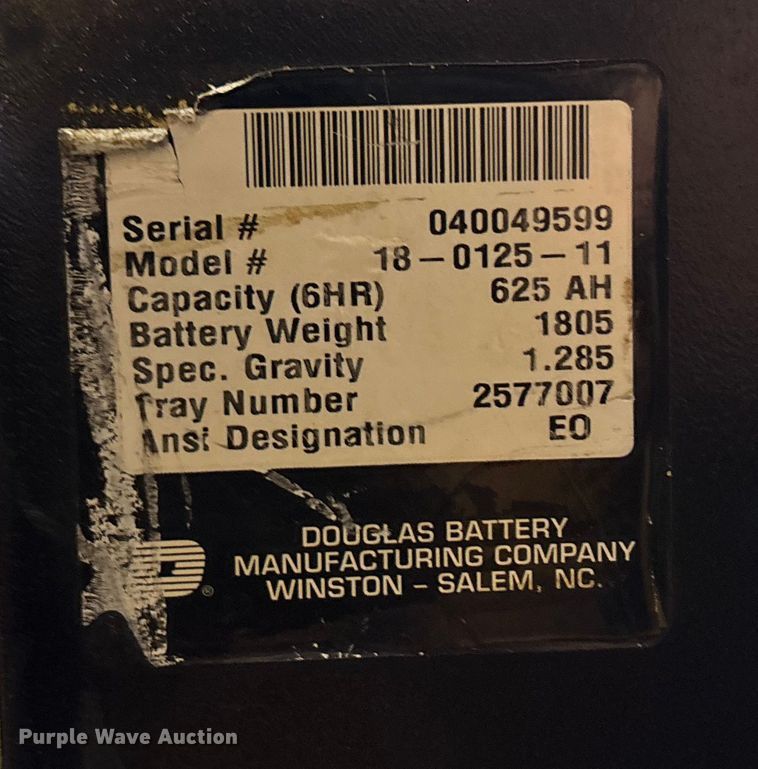 Serial # 040049599
Model # 18-0125-11
Capacity (6HR) 625 AH
Battery Weight 1805
Spec. Gravity 1.285
Tray Number 2577007
Ansi Designation EO
DOUGLAS BATTERY
MANUFACTURING COMPANY
WINSTON - SALEM, NC.
®
Purple Wave Auction